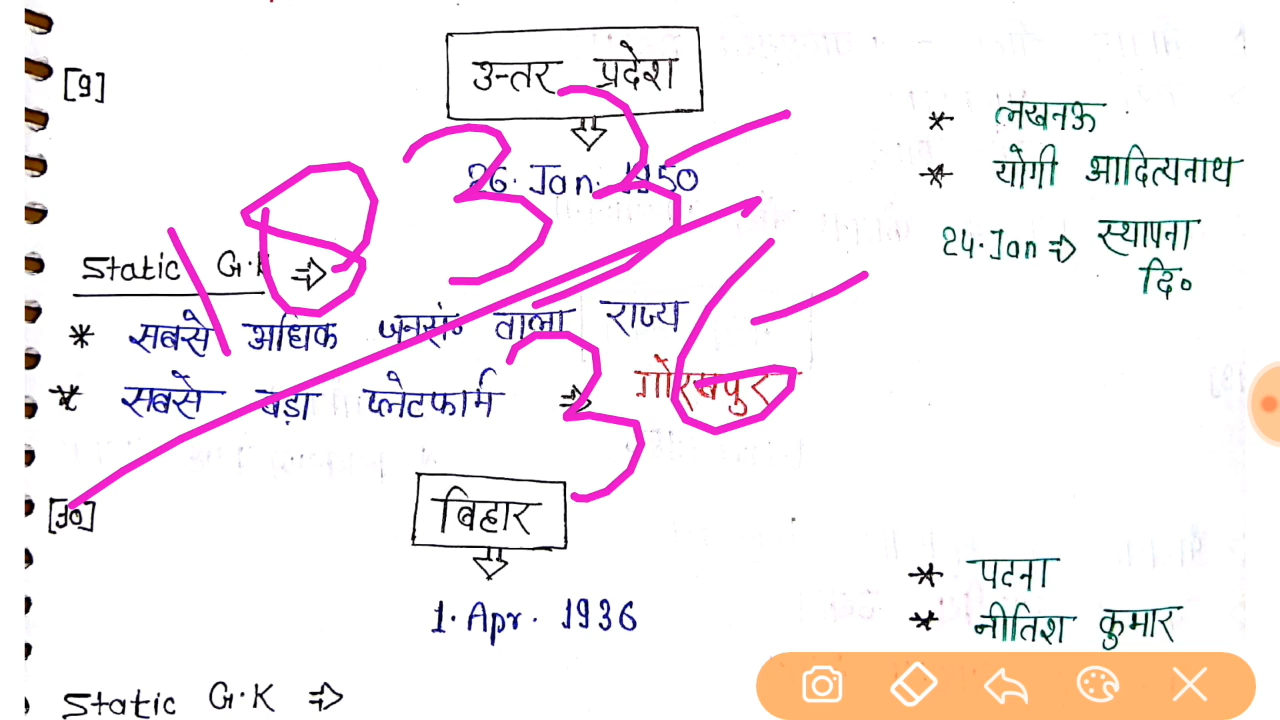 [9]
उत्तर प्रदेश
26. Jan. 1950
* लखनऊ
* योगी आदित्यनाथ
24. Jan ⇒ स्थापना
दि०
Static G.K ⇒
* सबसे अधिक जनसं० वाला राज्य
* सबसे बड़ा प्लेटफार्म ⇒ गोरखपुर
[10]
बिहार
1. Apr. 1936
* पटना
* नीतिश कुमार
Static G.K ⇒